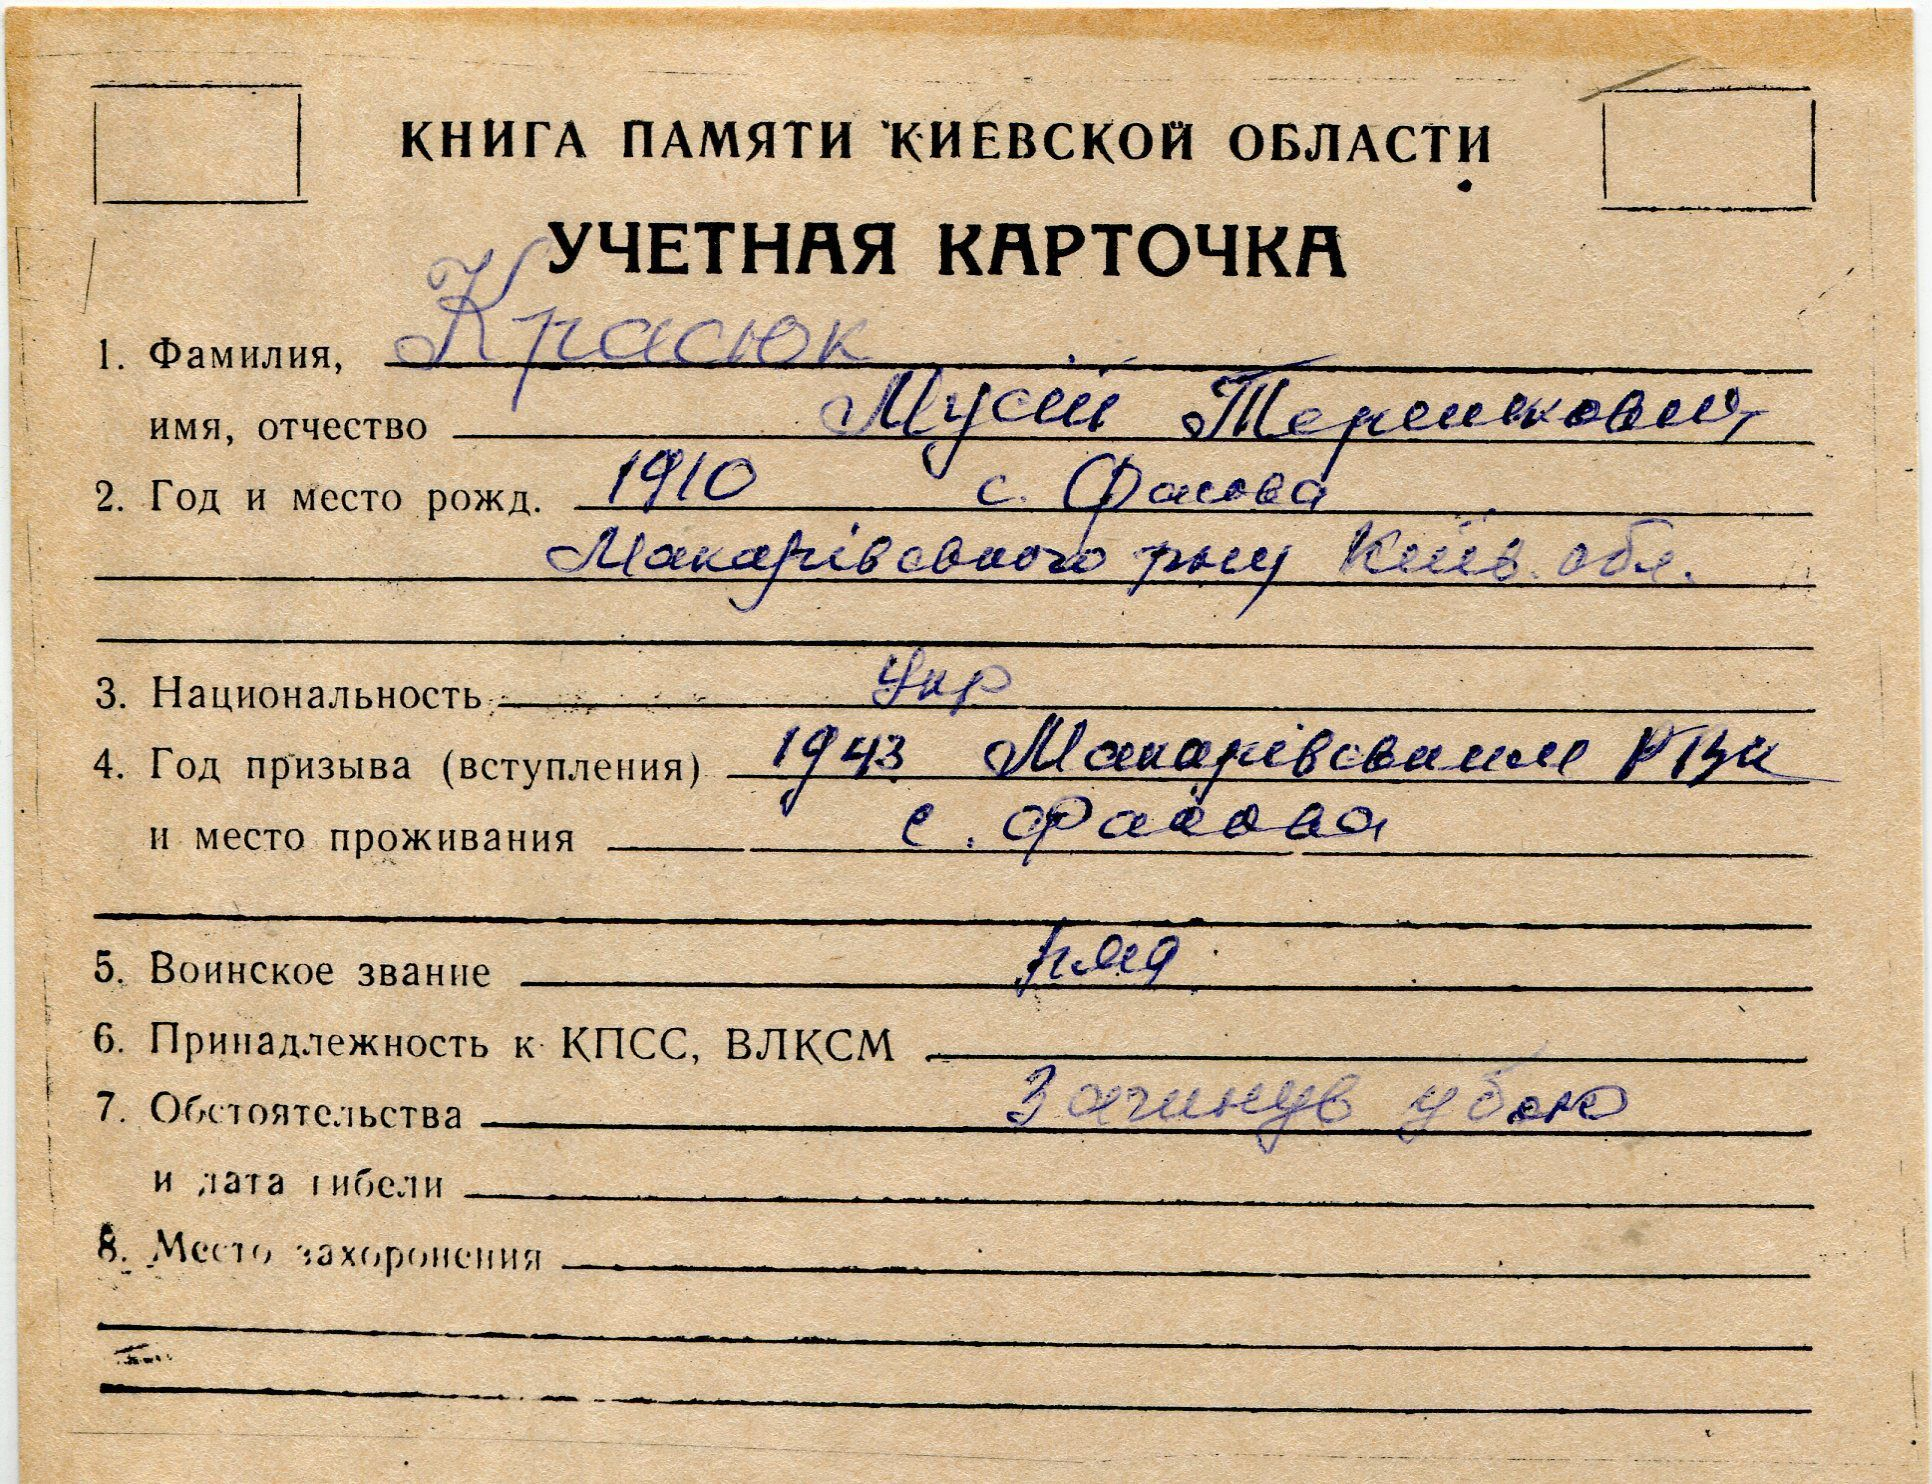 КНИГА ПАМЯТИ КИЕВСКОЙ ОБЛАСТИ
УЧЕТНАЯ КАРТОЧКА
1. Фамилия, Красюк
имя, отчество Мусій Терешкович
2. Год и место рожд. 1910 с. Фасова
Макарівського р-ну Київ. обл.
3. Национальность Укр
4. Год призыва (вступления) 1943 Макарівським РВК
и место проживания с. Фасова
5. Воинское звание ряд
6. Принадлежность к КПСС, ВЛКСМ
7. Обстоятельства Загинув у бою
и дата гибели
8. Место захоронения